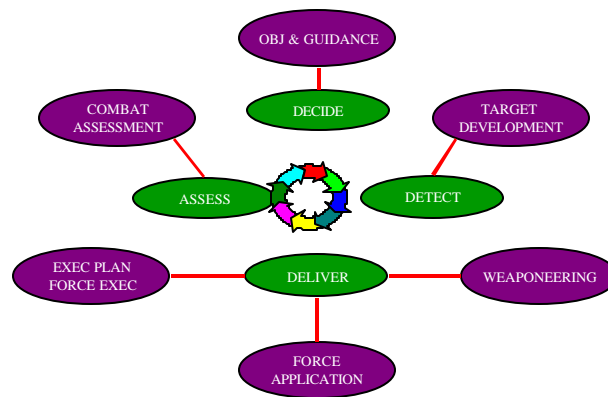 OBJ & GUIDANCE
DECIDE
COMBAT
ASSESSMENT
TARGET
DEVELOPMENT
ASSESS
DETECT
EXEC PLAN
FORCE EXEC
DELIVER
WEAPONEERING
FORCE
APPLICATION